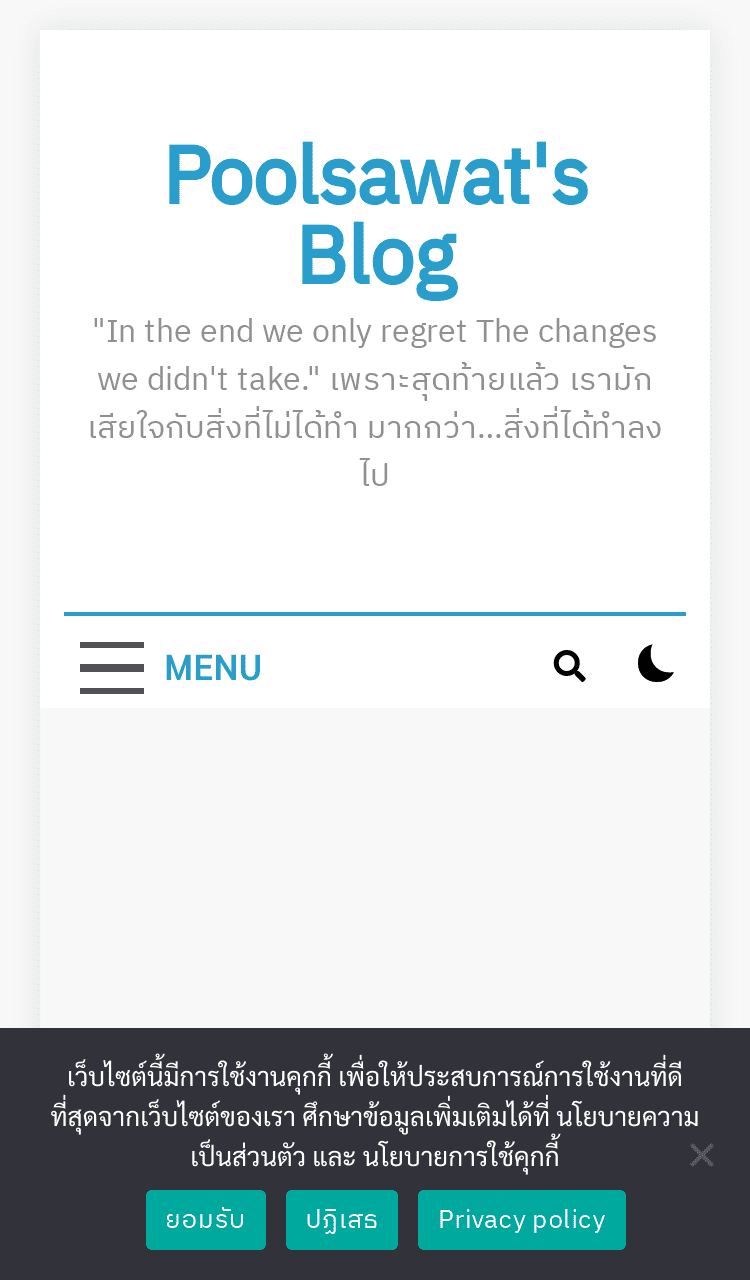 Poolsawat's
Blog
"In the end we only regret The changes
we didn't take." เพราะสุดท้ายแล้ว เรามัก
เสียใจกับสิ่งที่ไม่ได้ทำ มากกว่า...สิ่งที่ได้ทำลง
ไป
MENU
เว็บไซต์นี้มีการใช้งานคุกกี้ เพื่อให้ประสบการณ์การใช้งานที่ดี
ที่สุดจากเว็บไซต์ของเรา ศึกษาข้อมูลเพิ่มเติมได้ที่ นโยบายความ
เป็นส่วนตัว และ นโยบายการใช้คุกกี้
ยอมรับ ปฏิเสธ Privacy policy